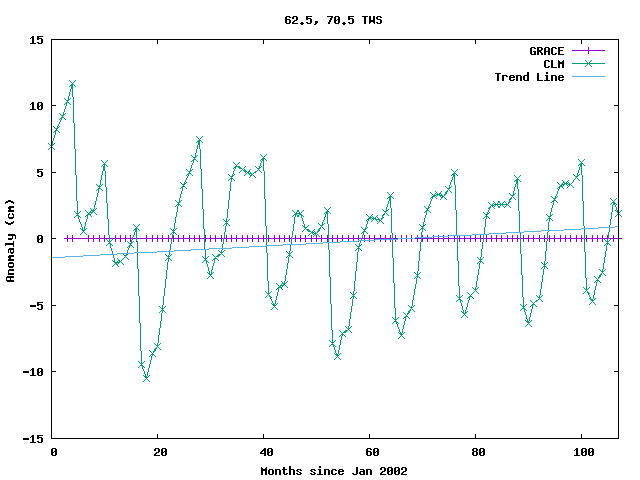 62.5, 70.5 TWS
GRACE
CLM
Trend Line
15
10
5
0
-5
-10
-15
Anomaly (cm)
0 20 40 60 80 100
Months since Jan 2002